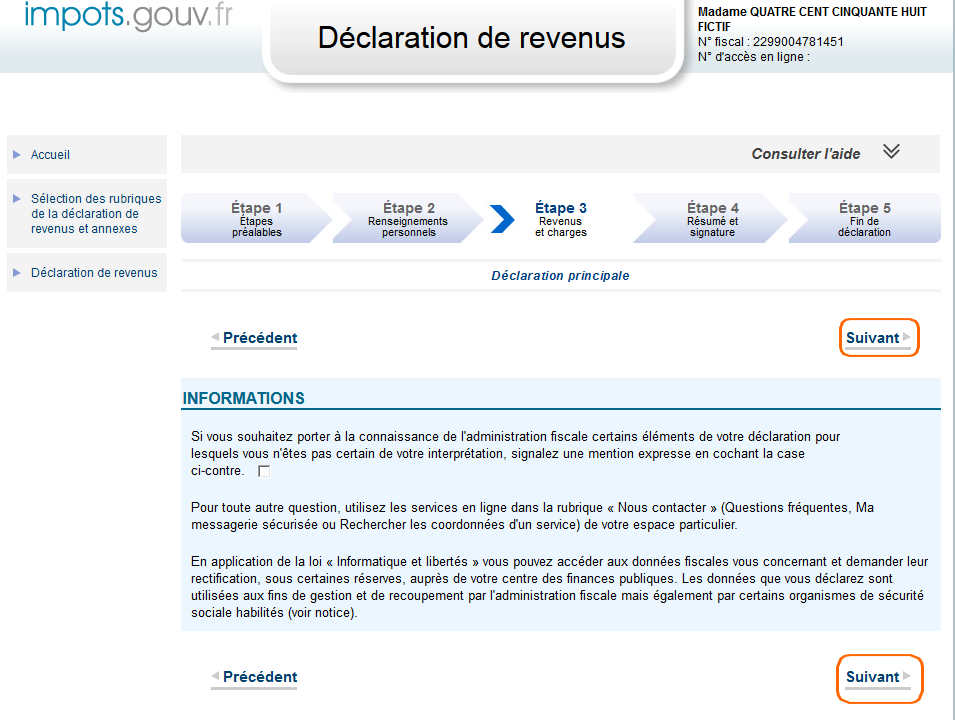 impots.gouv.fr
Déclaration de revenus
Madame QUATRE CENT CINQUANTE HUIT
FICTIF
N° fiscal : 2299004781451
N° d'accès en ligne :
Accueil
Sélection des rubriques
de la déclaration de
revenus et annexes
Déclaration de revenus
Consulter l'aide
Étape 1
Étapes
préalables
Étape 2
Renseignements
personnels
Étape 3
Revenus
et charges
Étape 4
Résumé et
signature
Étape 5
Fin de
déclaration
Déclaration principale
Précédent
Suivant
INFORMATIONS
Si vous souhaitez porter à la connaissance de l'administration fiscale certains éléments de votre déclaration pour
lesquels vous n'êtes pas certain de votre interprétation, signalez une mention expresse en cochant la case
ci-contre.
Pour toute autre question, utilisez les services en ligne dans la rubrique « Nous contacter » (Questions fréquentes, Ma
messagerie sécurisée ou Rechercher les coordonnées d'un service) de votre espace particulier.
En application de la loi « Informatique et libertés » vous pouvez accéder aux données fiscales vous concernant et demander leur
rectification, sous certaines réserves, auprès de votre centre des finances publiques. Les données que vous déclarez sont
utilisées aux fins de gestion et de recoupement par l'administration fiscale mais également par certains organismes de sécurité
sociale habilités (voir notice).
Précédent
Suivant